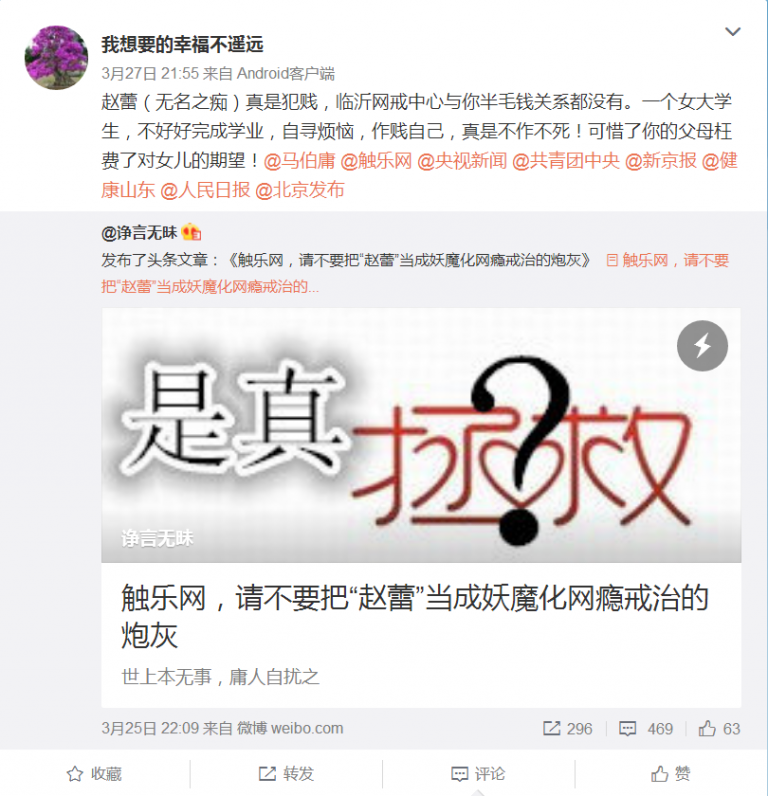 我想要的幸福不遥远
3月27日 21:55 来自 Android客户端
赵蕾（无名之痴）真是犯贱，临沂网戒中心与你半毛钱关系都没有。一个女大学
生，不好好完成学业，自寻烦恼，作贱自己，真是不作不死！可惜了你的父母枉
费了对女儿的期望！@马伯庸 @触乐网 @央视新闻 @共青团中央 @新京报 @健
康山东 @人民日报 @北京发布
@诤言无昧
发布了头条文章：《触乐网，请不要把“赵蕾”当成妖魔化网瘾戒治的炮灰》 触乐网，请不要
把“赵蕾”当成妖魔化网瘾戒治的...
是真拯救?
诤言无昧
触乐网，请不要把“赵蕾”当成妖魔化网瘾戒治的
炮灰
世上本无事，庸人自扰之
3月25日 22:09 来自 微博 weibo.com 296 469 63
收藏 转发 评论 赞